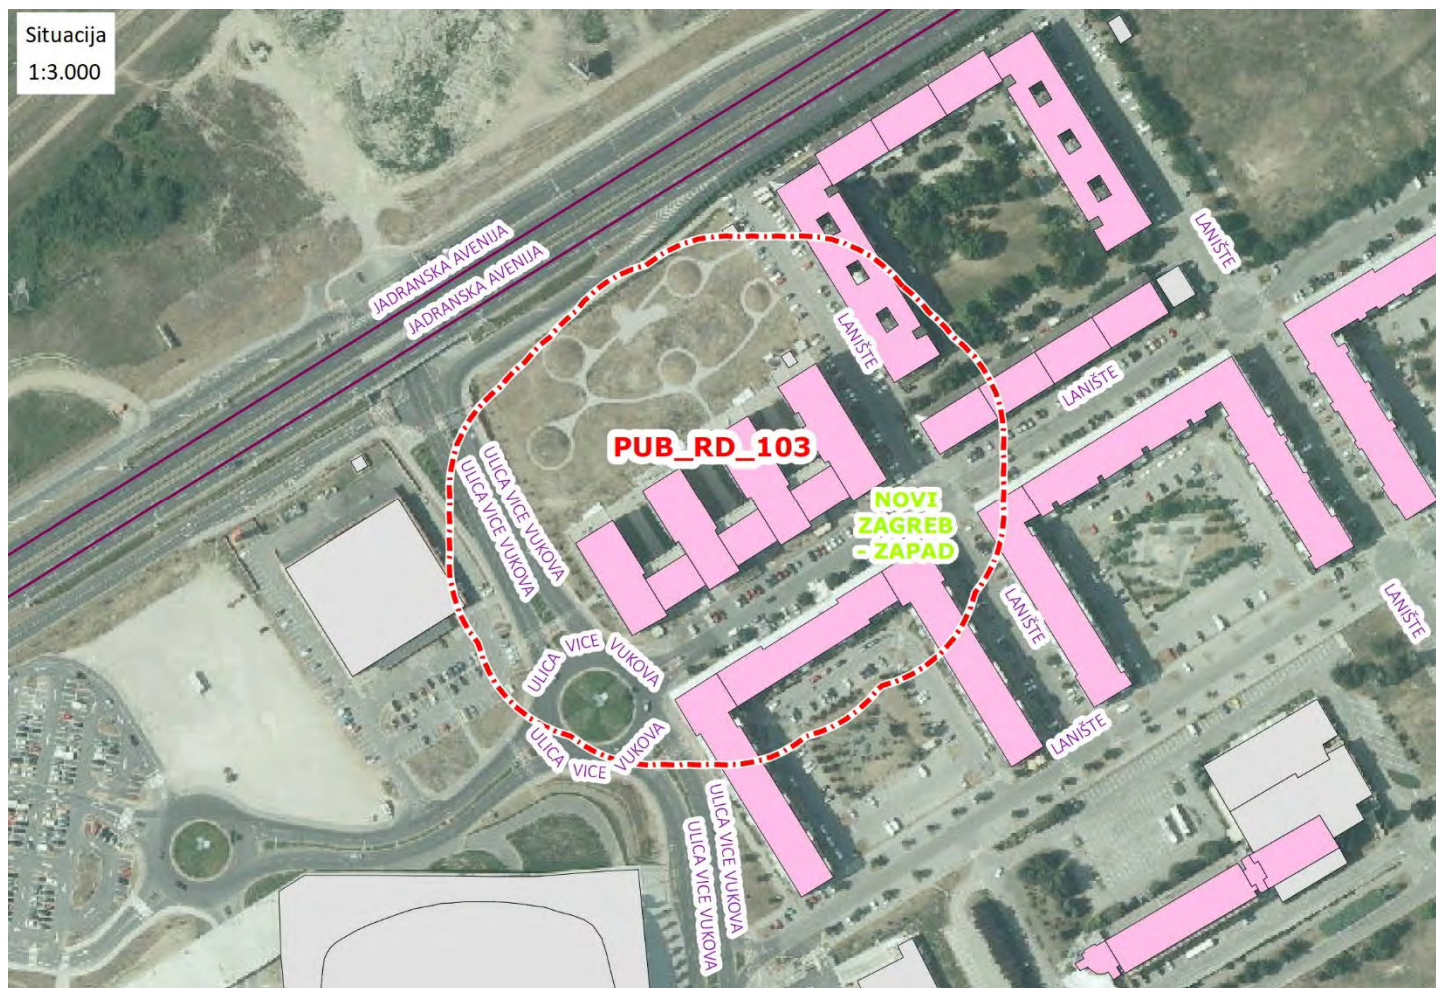 Situacija
1:3.000
JADRANSKA AVENIJA
JADRANSKA AVENIJA
LANIŠTE
LANIŠTE
LANIŠTE
PUB_RD_103
ULICA VICE VUKOVA
ULICA VICE VUKOVA
NOVI
ZAGREB
- ZAPAD
LANIŠTE
LANIŠTE
ULICA VICE VUKOVA
ULICA VICE VUKOVA
LANIŠTE
ULICA VICE VUKOVA
ULICA VICE VUKOVA